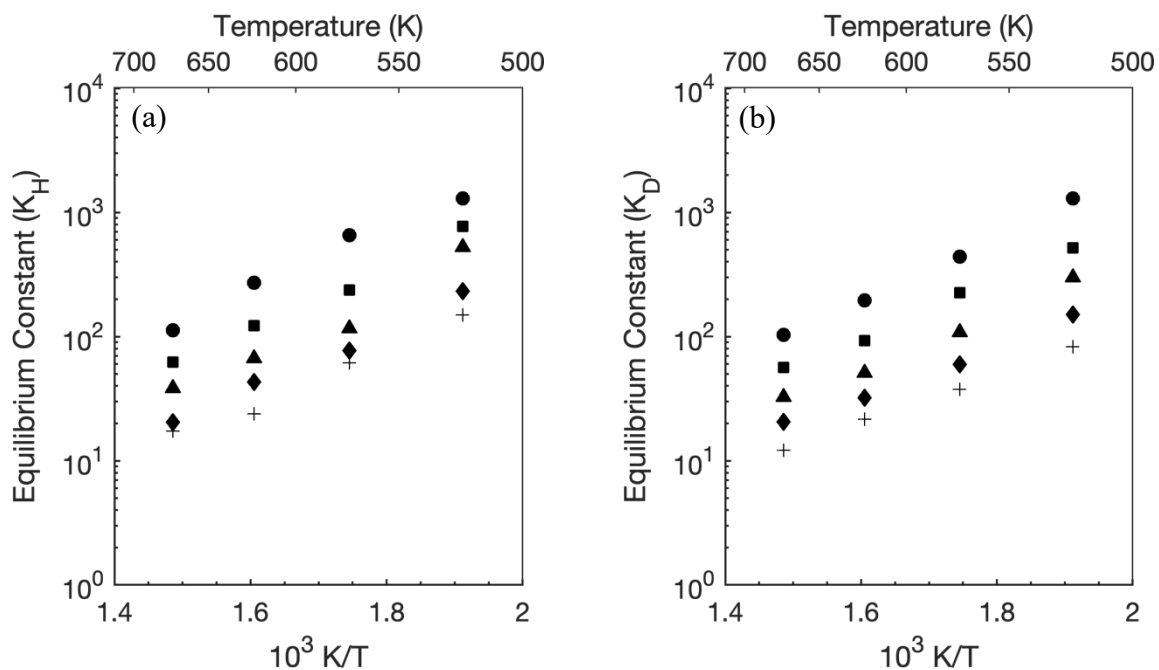 Temperature (K)
700 650 600 550 500
10^4
(a)
10^3
10^2
10^1
10^0
Equilibrium Constant (K_H)
1.4 1.6 1.8 2
10^3 K/T
Temperature (K)
700 650 600 550 500
10^4
(b)
10^3
10^2
10^1
10^0
Equilibrium Constant (K_D)
1.4 1.6 1.8 2
10^3 K/T